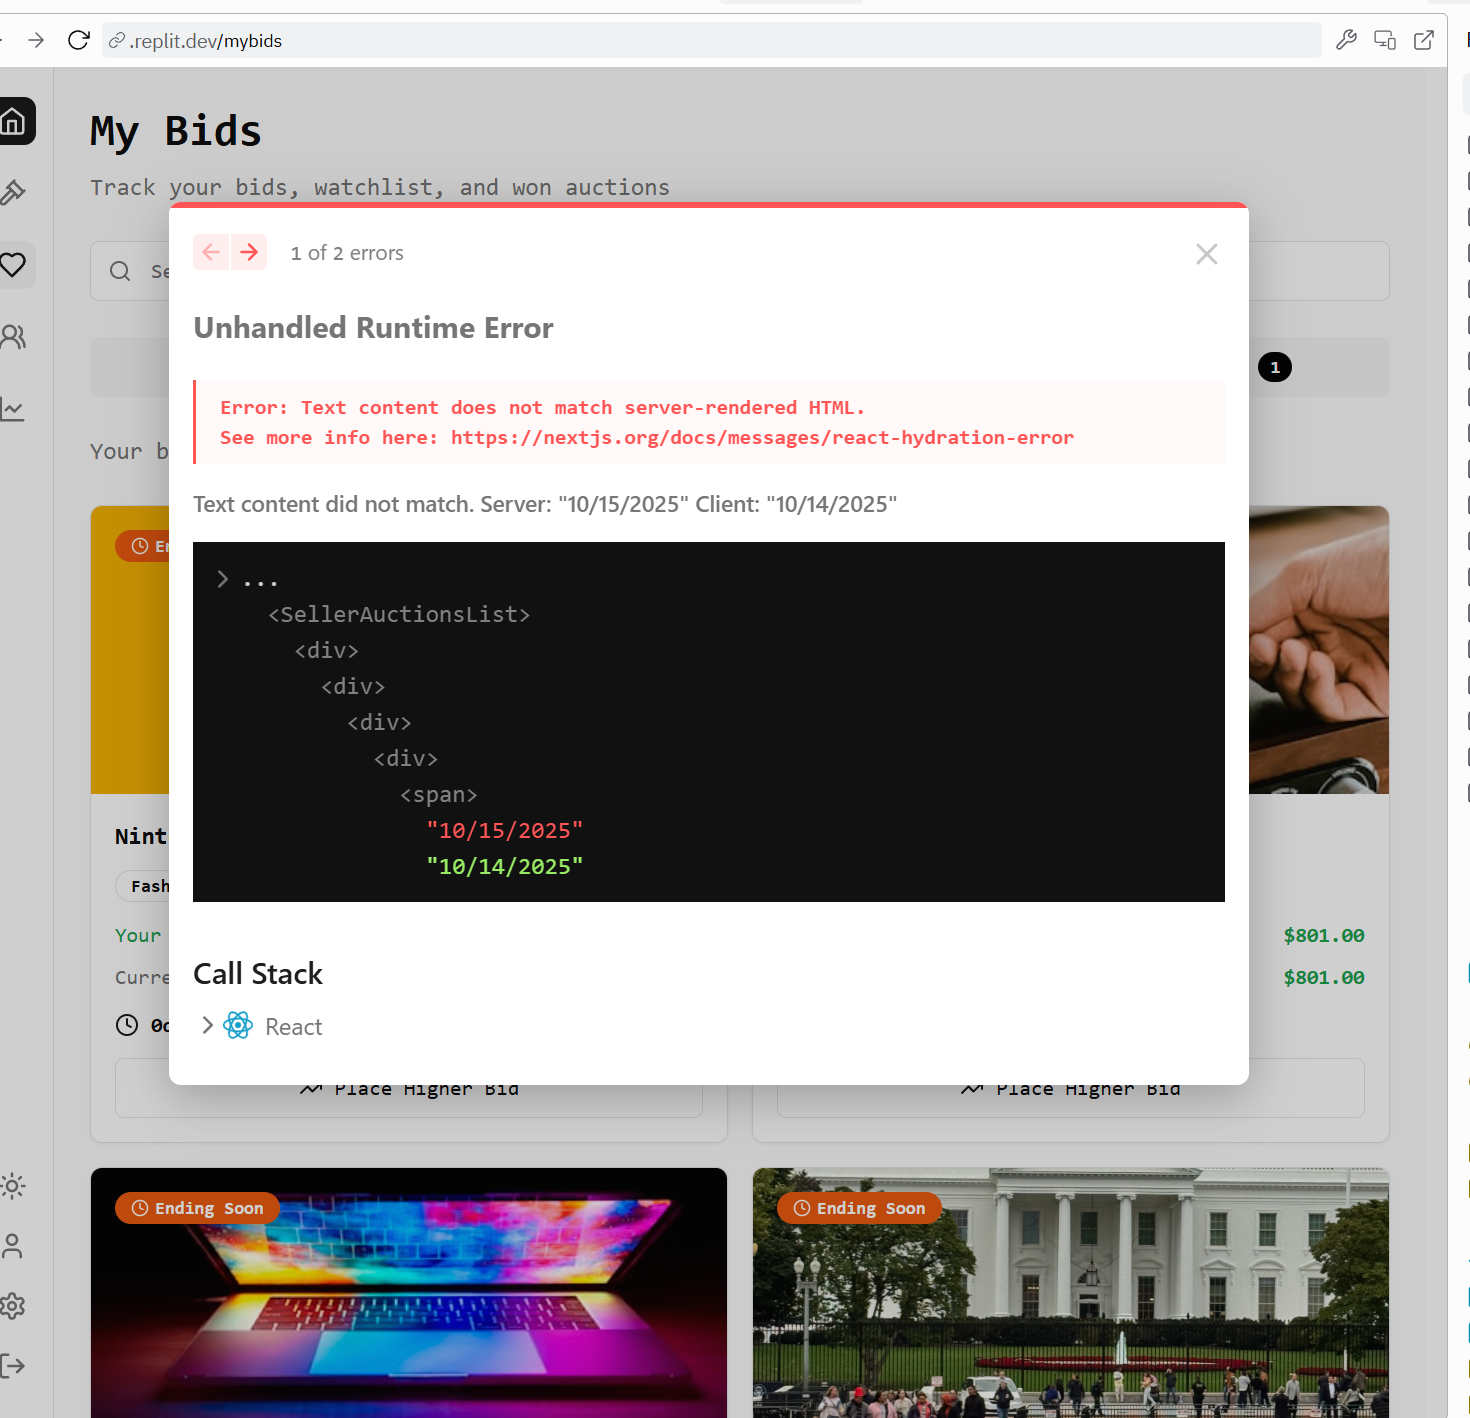 .replit.dev/mybids
My Bids
Track your bids, watchlist, and won auctions
1 of 2 errors
Unhandled Runtime Error
1
Error: Text content does not match server-rendered HTML.
See more info here: https://nextjs.org/docs/messages/react-hydration-error
Your b
Text content did not match. Server: "10/15/2025" Client: "10/14/2025"
...
<SellerAuctionsList>
<div>
<div>
<div>
<div>
<span>
"10/15/2025"
"10/14/2025"
Nint
Fash
Your
$801.00
Curre
$801.00
Call Stack
React
Place Higher Bid
Place Higher Bid
Ending Soon
Ending Soon